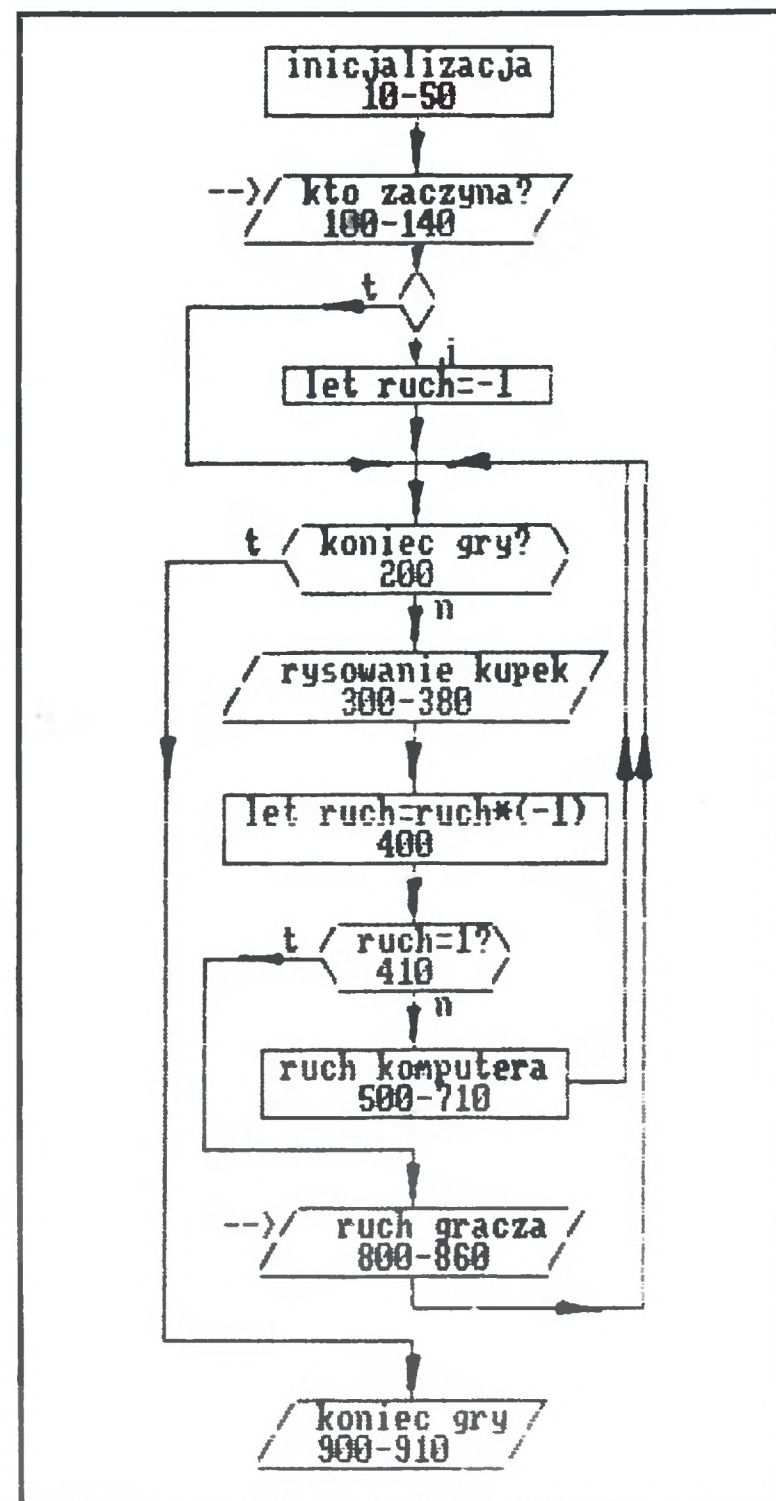 inicjalizacja
10-50
--> kto zaczyna?
100-140
t
j
let ruch=-1
t
koniec gry?
200
n
rysowanie kupek
300-380
let ruch=ruch*(-1)
400
t
ruch=1?
410
n
ruch komputera
500-710
--> ruch gracza
800-860
koniec gry
900-910